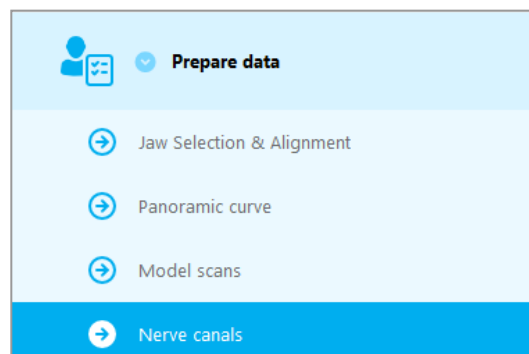 Prepare data
Jaw Selection & Alignment
Panoramic curve
Model scans
Nerve canals